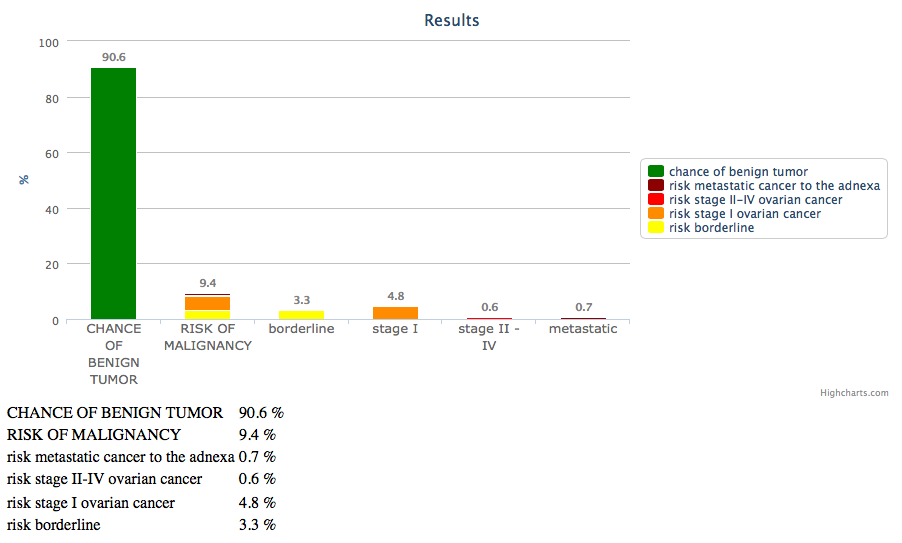 Results
100
80
60
40
20
0
%
90.6
9.4
3.3
4.8
0.6
0.7
CHANCE
OF
BENIGN
TUMOR
RISK OF
MALIGNANCY
borderline
stage I
stage II -
IV
metastatic
chance of benign tumor
risk metastatic cancer to the adnexa
risk stage II-IV ovarian cancer
risk stage I ovarian cancer
risk borderline
Highcharts.com
CHANCE OF BENIGN TUMOR 90.6 %
RISK OF MALIGNANCY 9.4 %
risk metastatic cancer to the adnexa 0.7 %
risk stage II-IV ovarian cancer 0.6 %
risk stage I ovarian cancer 4.8 %
risk borderline 3.3 %